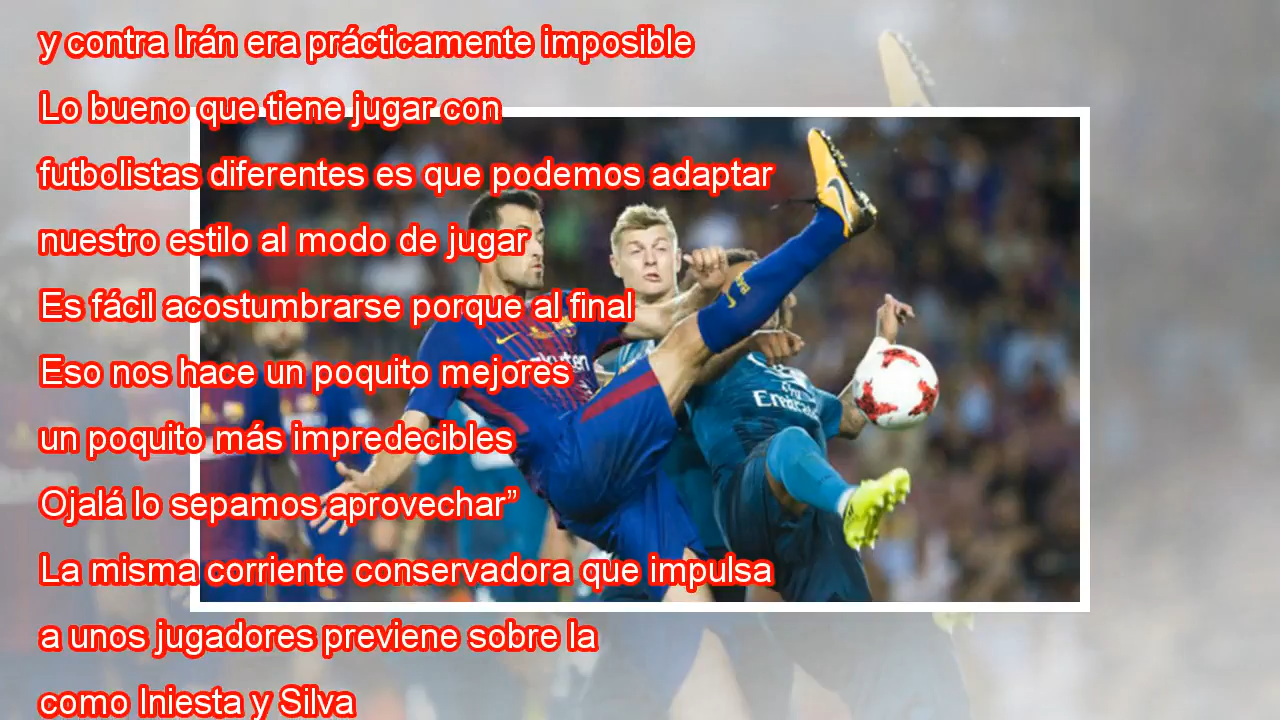 y contra Irán era prácticamente imposible
Lo bueno que tiene jugar con
futbolistas diferentes es que podemos adaptar
nuestro estilo al modo de jugar
Es fácil acostumbrarse porque al final
Eso nos hace un poquito mejores
un poquito más impredecibles
Ojalá lo sepamos aprovechar”
La misma corriente conservadora que impulsa
a unos jugadores previene sobre la
como Iniesta y Silva
Fly
Emirates